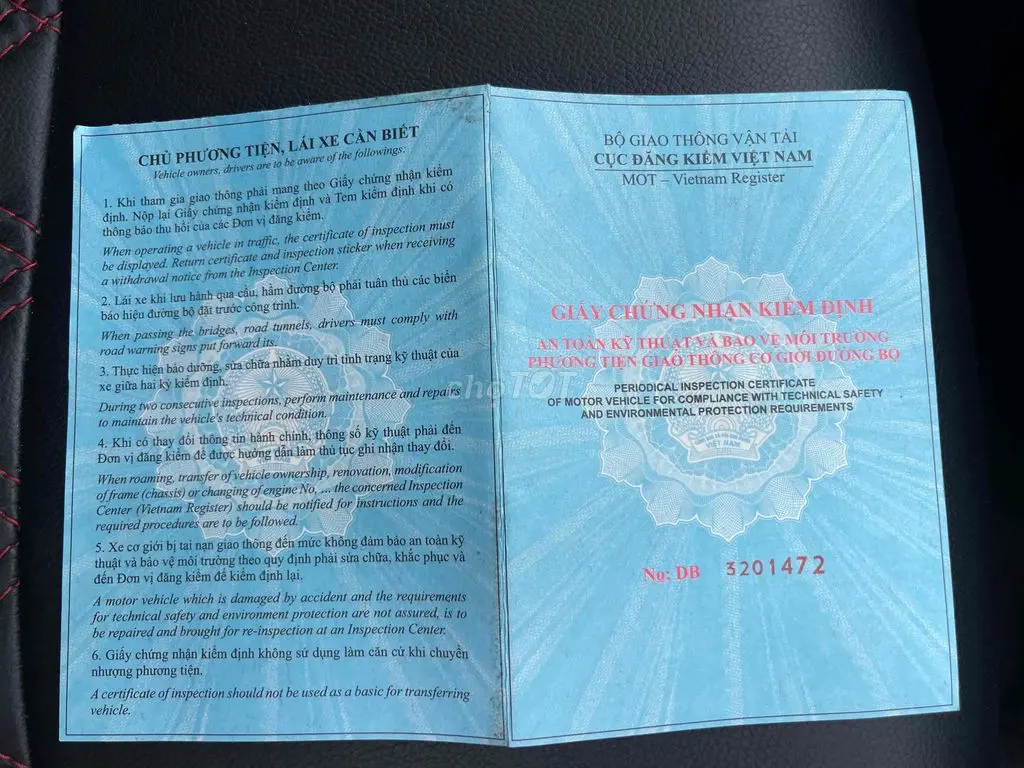 CHỦ PHƯƠNG TIỆN, LÁI XE CẦN BIẾT
Vehicle owners, drivers are to be aware of the followings:
1. Khi tham gia giao thông phải mang theo Giấy chứng nhận kiểm
định. Nộp lại Giấy chứng nhận kiểm định và Tem kiểm định khi có
thông báo thu hồi của các Đơn vị đăng kiểm.
When operating a vehicle in traffic, the certificate of inspection must
be displayed. Return certificate and inspection sticker when receiving
a withdrawal notice from the Inspection Center.
2. Lái xe khi lưu hành qua cầu, hầm đường bộ phải tuân thủ các biển
báo hiệu đường bộ đặt trước công trình.
When passing the bridges, road tunnels, drivers must comply with
road warning signs put forward its.
3. Thực hiện bảo dưỡng, sửa chữa nhằm duy trì tình trạng kỹ thuật của
xe giữa hai kỳ kiểm định.
During two consecutive inspections, perform maintenance and repairs
to maintain the vehicle's technical condition.
4. Khi có thay đổi thông tin hành chính, thông số kỹ thuật phải đến
Đơn vị đăng kiểm để được hướng dẫn làm thủ tục ghi nhận thay đổi.
When roaming, transfer of vehicle ownership, renovation, modification
of frame (chassis) or changing of engine No, ... the concerned Inspection
Center (Vietnam Register) should be notified for instructions and the
required procedures are to be followed.
5. Xe cơ giới bị tai nạn giao thông đến mức không đảm bảo an toàn kỹ
thuật và bảo vệ môi trường theo quy định phải sửa chữa, khắc phục và
đến Đơn vị đăng kiểm để kiểm định lại.
A motor vehicle which is damaged by accident and the requirements
for technical safety and environment protection are not assured, is to
be repaired and brought for re-inspection at an Inspection Center.
6. Giấy chứng nhận kiểm định không sử dụng làm căn cứ khi chuyển
nhượng phương tiện.
A certificate of inspection should not be used as a basic for transferring
vehicle.
BỘ GIAO THÔNG VẬN TẢI
CỤC ĐĂNG KIỂM VIỆT NAM
MOT – Vietnam Register
GIẤY CHỨNG NHẬN KIỂM ĐỊNH
AN TOÀN KỸ THUẬT VÀ BẢO VỆ MÔI TRƯỜNG
PHƯƠNG TIỆN GIAO THÔNG CƠ GIỚI ĐƯỜNG BỘ
PERIODICAL INSPECTION CERTIFICATE
OF MOTOR VEHICLE FOR COMPLIANCE WITH TECHNICAL SAFETY
AND ENVIRONMENTAL PROTECTION REQUIREMENTS
VIỆT NAM
No: DB 3201472
chợTỐT